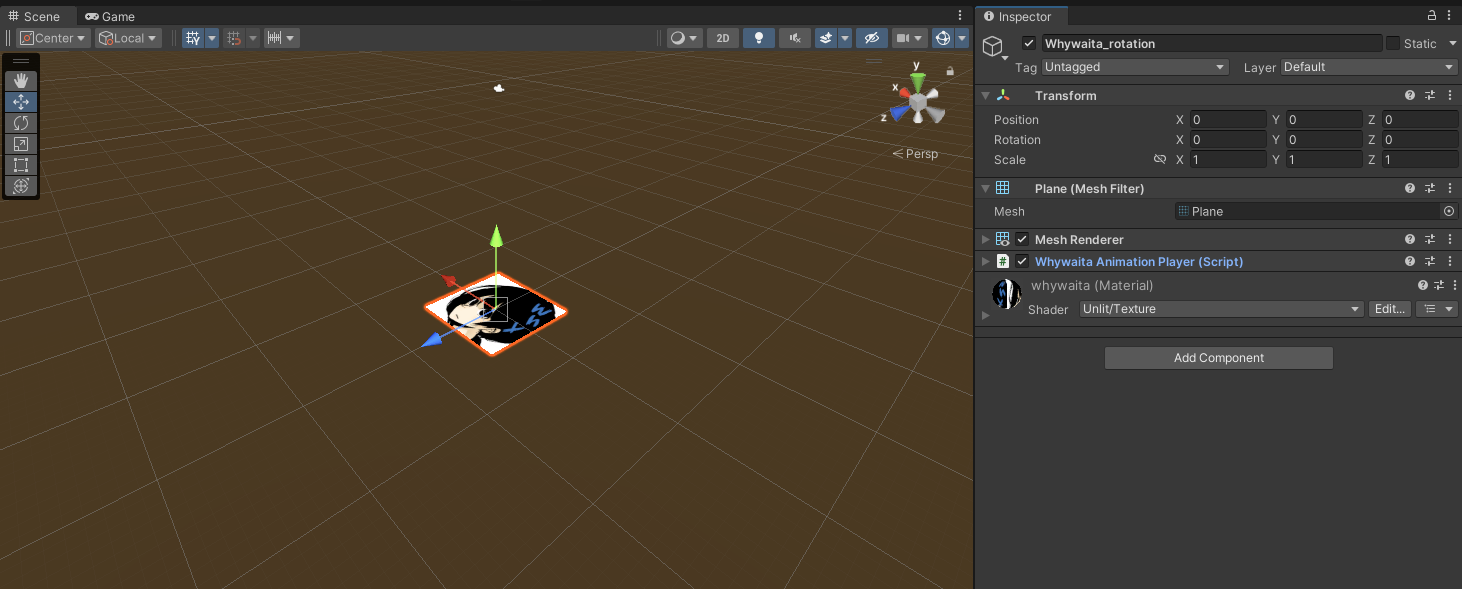 Scene Game
Center Local 2D
y
x
z
Persp
Why
Inspector
Whywaita_rotation Static
Tag Untagged Layer Default
Transform
Position X 0 Y 0 Z 0
Rotation X 0 Y 0 Z 0
Scale X 1 Y 1 Z 1
Plane (Mesh Filter)
Mesh Plane
Mesh Renderer
# Whywaita Animation Player (Script)
whywaita (Material)
Shader Unlit/Texture Edit...
Add Component